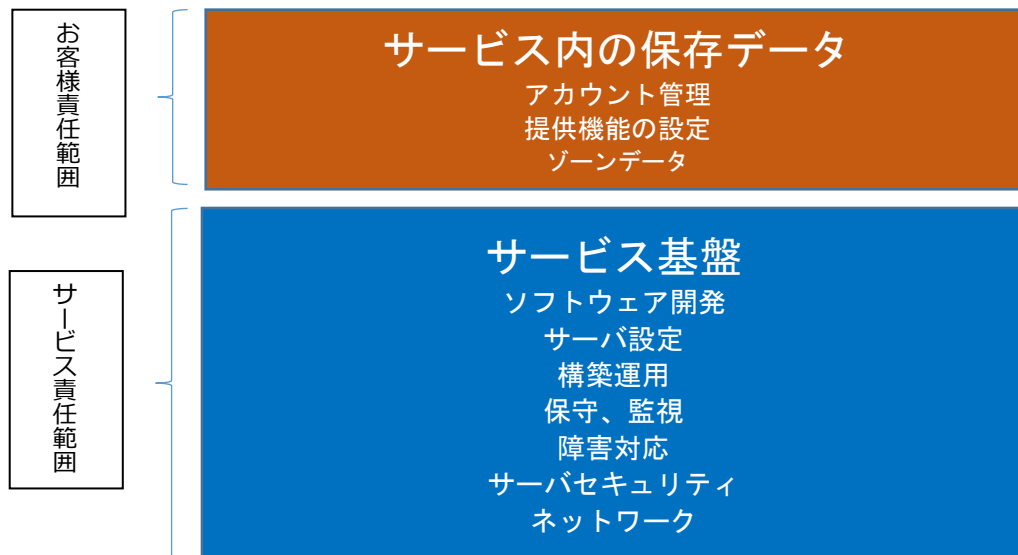 お客様責任範囲
サービス内の保存データ
アカウント管理
提供機能の設定
ゾーンデータ
サービス責任範囲
サービス基盤
ソフトウェア開発
サーバ設定
構築運用
保守、監視
障害対応
サーバセキュリティ
ネットワーク